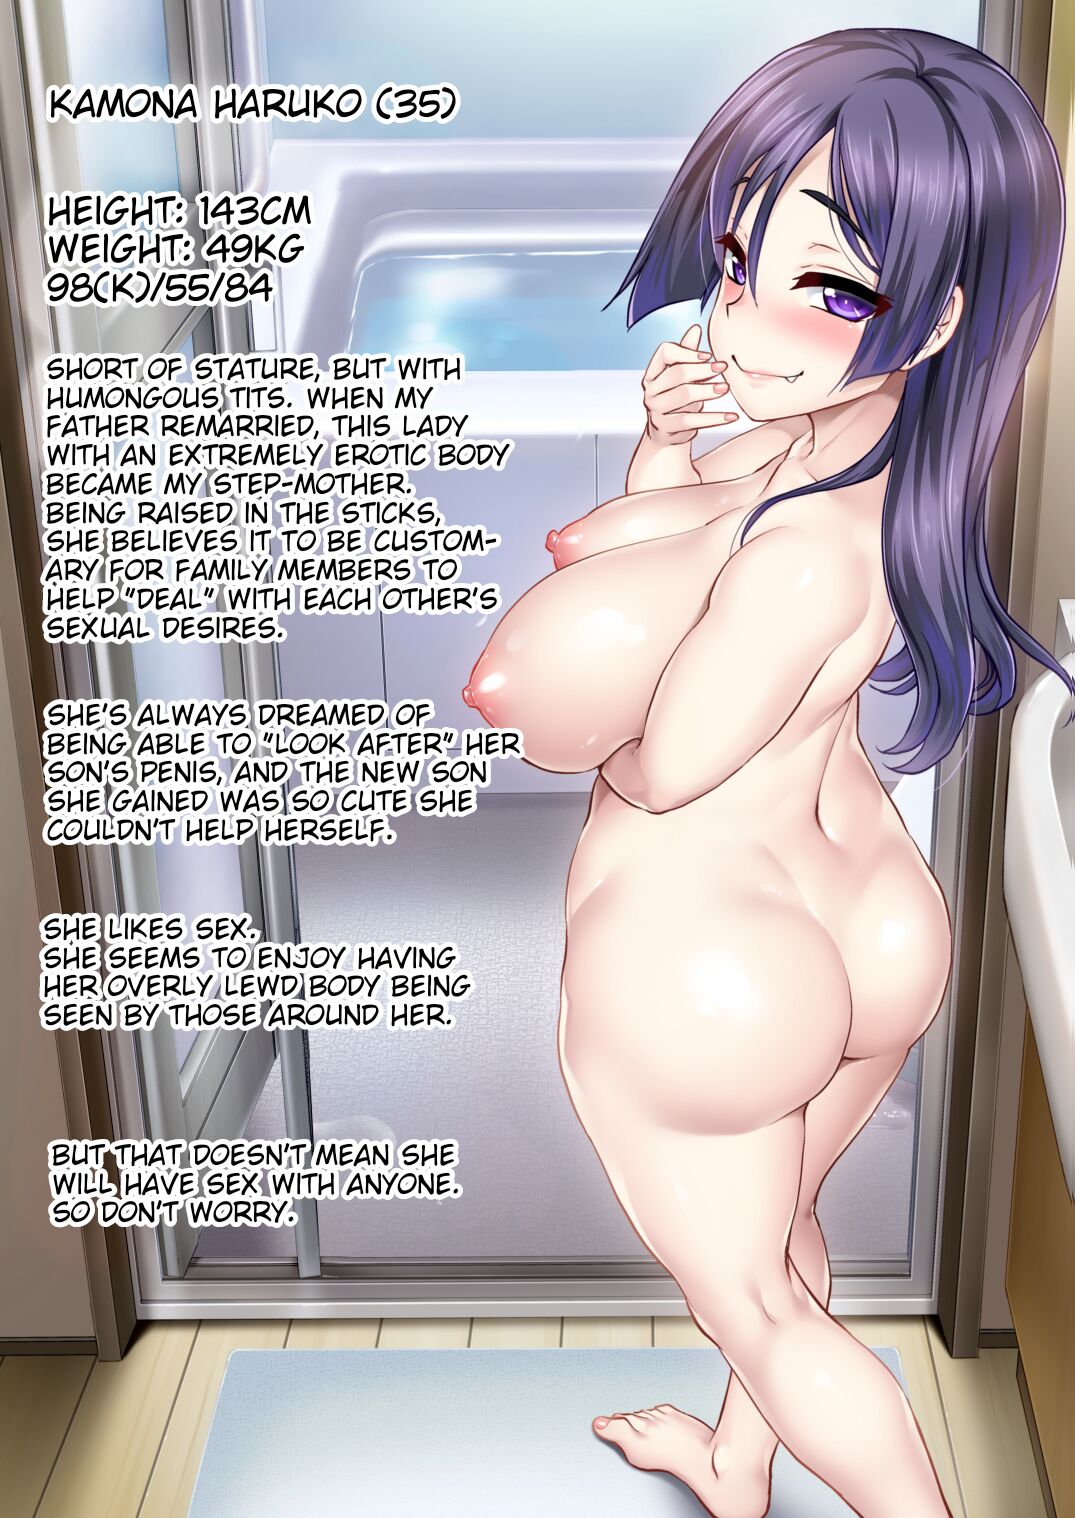 KAMONA HARUKO (35)
HEIGHT: 143CM
WEIGHT: 49KG
98(K)/55/84
SHORT OF STATURE, BUT WITH
HUMONGOUS TITS. WHEN MY
FATHER REMARRIED, THIS LADY
WITH AN EXTREMELY EROTIC BODY
BECAME MY STEP-MOTHER.
BEING RAISED IN THE STICKS,
SHE BELIEVES IT TO BE CUSTOM-
ARY FOR FAMILY MEMBERS TO
HELP "DEAL" WITH EACH OTHER'S
SEXUAL DESIRES.
SHE'S ALWAYS DREAMED OF
BEING ABLE TO "LOOK AFTER" HER
SON'S PENIS, AND THE NEW SON
SHE GAINED WAS SO CUTE SHE
COULDN'T HELP HERSELF.
SHE LIKES SEX.
SHE SEEMS TO ENJOY HAVING
HER OVERLY LEWD BODY BEING
SEEN BY THOSE AROUND HER.
BUT THAT DOESN'T MEAN SHE
WILL HAVE SEX WITH ANYONE.
SO DON'T WORRY.